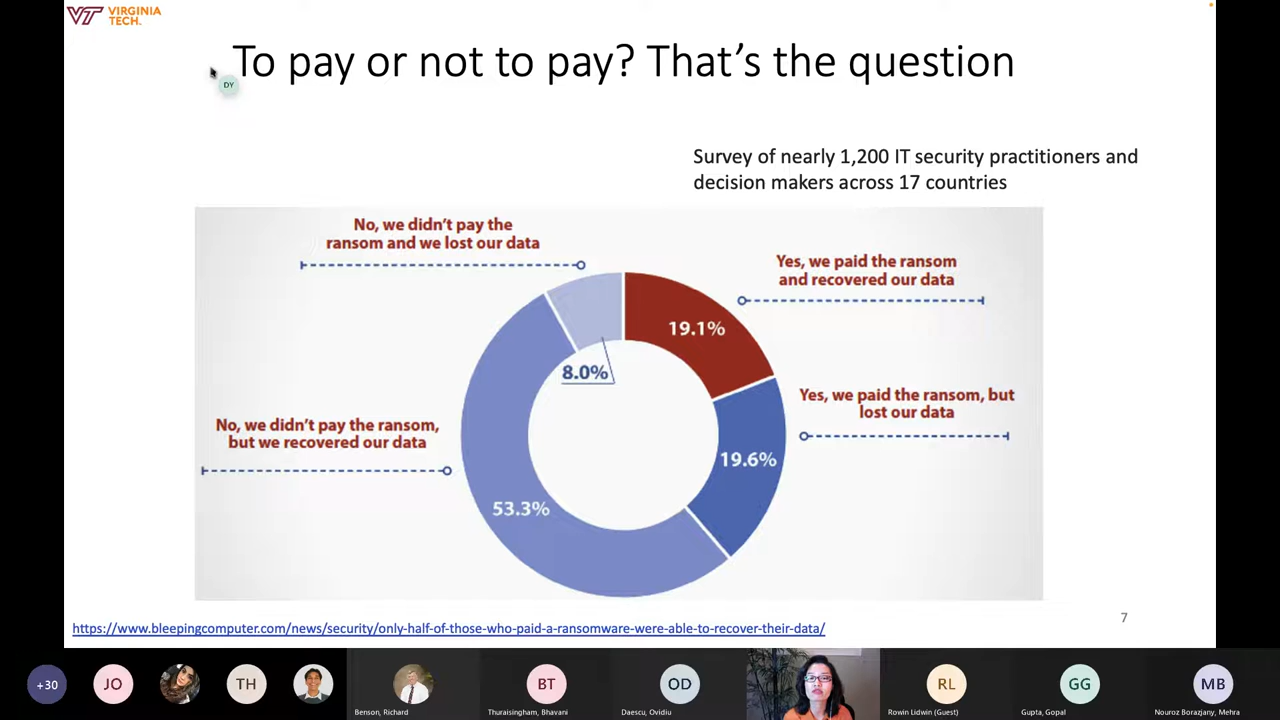 VT VIRGINIA
TECH.
To pay or not to pay? That's the question
DY
Survey of nearly 1,200 IT security practitioners and
decision makers across 17 countries
No, we didn't pay the
ransom and we lost our data
Yes, we paid the ransom
and recovered our data
19.1%
8.0%
Yes, we paid the ransom, but
lost our data
No, we didn't pay the ransom,
but we recovered our data
19.6%
53.3%
https://www.bleepingcomputer.com/news/security/only-half-of-those-who-paid-a-ransomware-were-able-to-recover-their-data/
7
+30
JO
TH
BT
OD
RL
GG
MB
Benson, Richard
Thuraisingham, Bhavani
Daescu, Ovidiu
Rowin Lidwin (Guest)
Gupta, Gopal
Nouroz Borazjany, Mehra